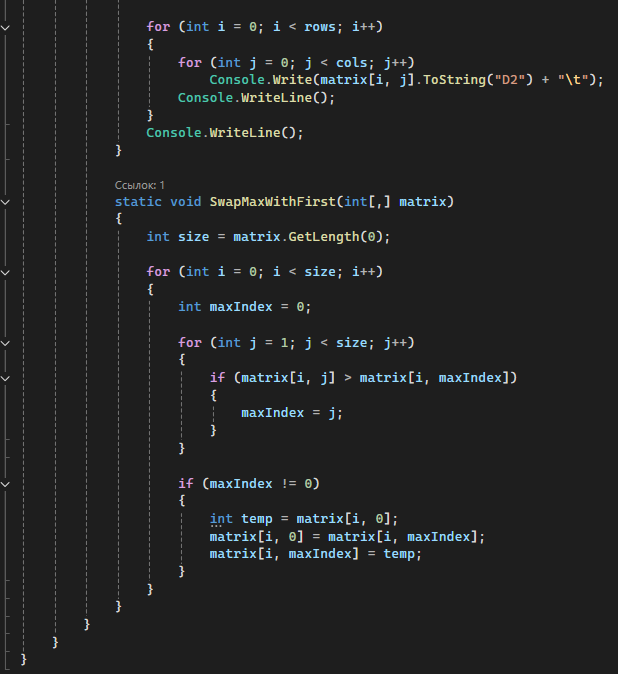 for (int i = 0; i < rows; i++)
{
for (int j = 0; j < cols; j++)
Console.Write(matrix[i, j].ToString("D2") + "\t");
Console.WriteLine();
}
Console.WriteLine();
}
Ссылок: 1
static void SwapMaxWithFirst(int[,] matrix)
{
int size = matrix.GetLength(0);
for (int i = 0; i < size; i++)
{
int maxIndex = 0;
for (int j = 1; j < size; j++)
{
if (matrix[i, j] > matrix[i, maxIndex])
{
maxIndex = j;
}
}
if (maxIndex != 0)
{
int temp = matrix[i, 0];
matrix[i, 0] = matrix[i, maxIndex];
matrix[i, maxIndex] = temp;
}
}
}
}
}
}